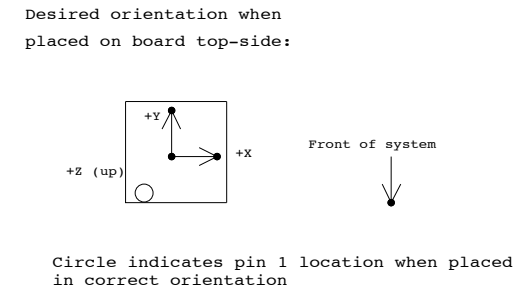 Desired orientation when
placed on board top-side:
+Y
+X
+Z (up)
Front of system
Circle indicates pin 1 location when placed
in correct orientation